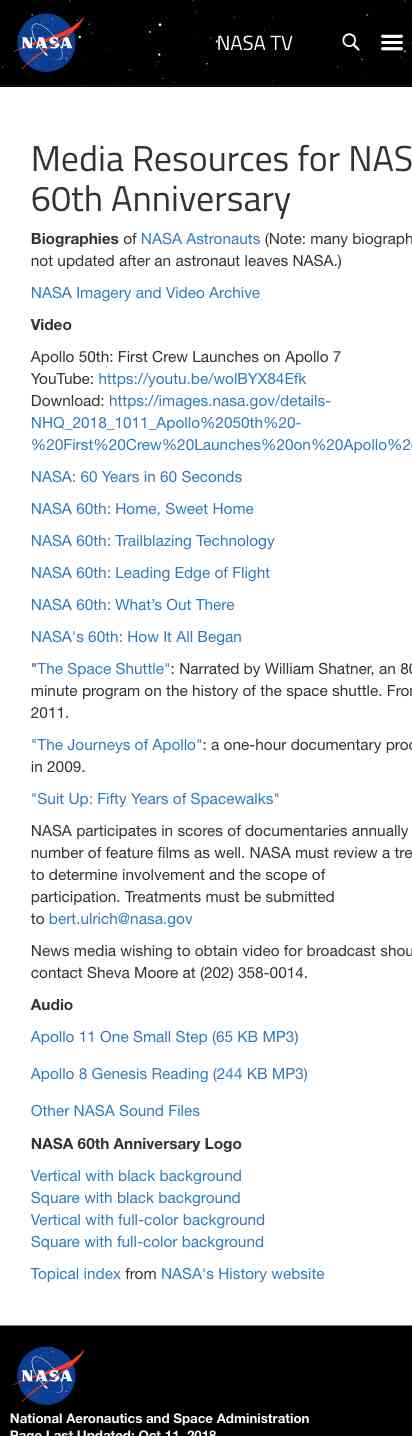 NASA
NASA TV
Media Resources for NAS
60th Anniversary
Biographies of NASA Astronauts (Note: many biograph
not updated after an astronaut leaves NASA.)
NASA Imagery and Video Archive
Video
Apollo 50th: First Crew Launches on Apollo 7
YouTube: https://youtu.be/wolBYX84Efk
Download: https://images.nasa.gov/details-
NHQ_2018_1011_Apollo%2050th%20-
%20First%20Crew%20Launches%20on%20Apollo%2
NASA: 60 Years in 60 Seconds
NASA 60th: Home, Sweet Home
NASA 60th: Trailblazing Technology
NASA 60th: Leading Edge of Flight
NASA 60th: What’s Out There
NASA's 60th: How It All Began
"The Space Shuttle": Narrated by William Shatner, an 80
minute program on the history of the space shuttle. From
2011.
"The Journeys of Apollo": a one-hour documentary prod
in 2009.
"Suit Up: Fifty Years of Spacewalks"
NASA participates in scores of documentaries annually
number of feature films as well. NASA must review a tre
to determine involvement and the scope of
participation. Treatments must be submitted
to bert.ulrich@nasa.gov
News media wishing to obtain video for broadcast shou
contact Sheva Moore at (202) 358-0014.
Audio
Apollo 11 One Small Step (65 KB MP3)
Apollo 8 Genesis Reading (244 KB MP3)
Other NASA Sound Files
NASA 60th Anniversary Logo
Vertical with black background
Square with black background
Vertical with full-color background
Square with full-color background
Topical index from NASA's History website
NASA
National Aeronautics and Space Administration
Page Last Updated: Oct 11, 2018